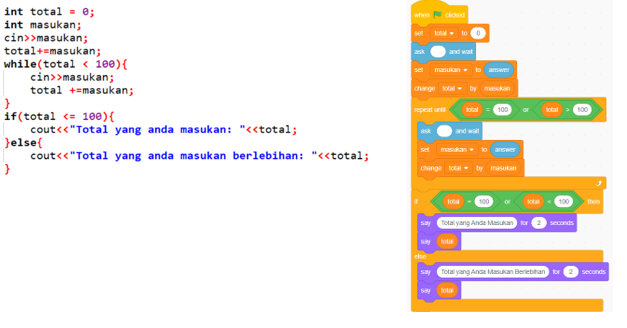 int total = 0;
int masukan;
cin>>masukan;
total+=masukan;
while(total < 100){
cin>>masukan;
total +=masukan;
}
if(total <= 100){
cout<<"Total yang anda masukan: "<<total;
}else{
cout<<"Total yang anda masukan berlebihan: "<<total;
}
when clicked
set total to 0
ask and wait
set masukan to answer
change total by masukan
repeat until total = 100 or total > 100
ask and wait
set masukan to answer
change total by masukan
if total = 100 or total < 100 then
say Total yang Anda Masukan for 2 seconds
say total
else
say Total yang Anda Masukan Berlebihan for 2 seconds
say total